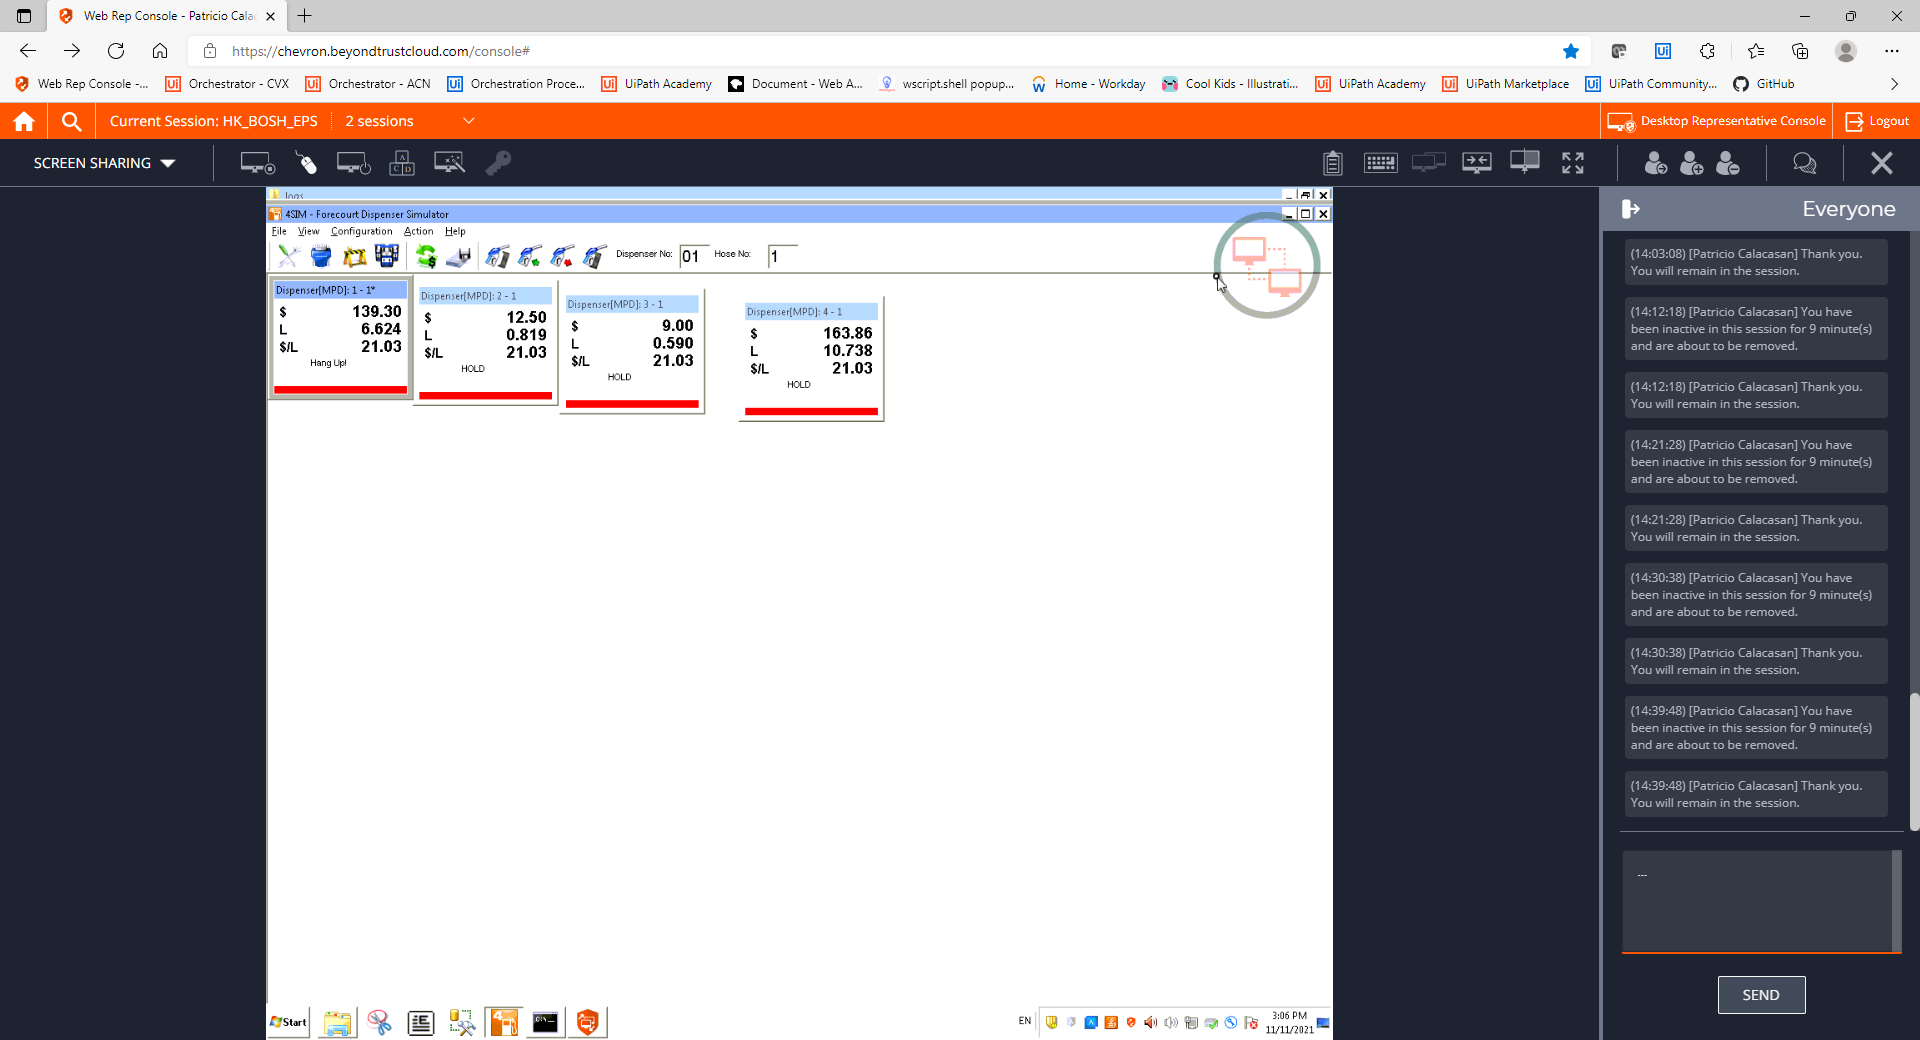 Web Rep Console - Patricio Cala
https://chevron.beyondtrustcloud.com/console#
Web Rep Console -... Orchestrator - CVX Orchestrator - ACN Orchestration Proce... UiPath Academy Document - Web A... wscript.shell popup... Home - Workday Cool Kids - Illustrati... UiPath Academy UiPath Marketplace UiPath Community... GitHub
Current Session: HK_BOSH_EPS 2 sessions Desktop Representative Console Logout
SCREEN SHARING
logs
4SIM - Forecourt Dispenser Simulator
File View Configuration Action Help
Dispenser No: 01 Hose No: 1
Dispenser[MPD]: 1 - 1*
$ 139.30
L 6.624
$/L 21.03
Hang Up!
Dispenser[MPD]: 2 - 1
$ 12.50
L 0.819
$/L 21.03
HOLD
Dispenser[MPD]: 3 - 1
$ 9.00
L 0.590
$/L 21.03
HOLD
Dispenser[MPD]: 4 - 1
$ 163.86
L 10.738
$/L 21.03
HOLD
Start
EN
3:06 PM
11/11/2021
Everyone
(14:03:08) [Patricio Calacasan] Thank you.
You will remain in the session.
(14:12:18) [Patricio Calacasan] You have
been inactive in this session for 9 minute(s)
and are about to be removed.
(14:12:18) [Patricio Calacasan] Thank you.
You will remain in the session.
(14:21:28) [Patricio Calacasan] You have
been inactive in this session for 9 minute(s)
and are about to be removed.
(14:21:28) [Patricio Calacasan] Thank you.
You will remain in the session.
(14:30:38) [Patricio Calacasan] You have
been inactive in this session for 9 minute(s)
and are about to be removed.
(14:30:38) [Patricio Calacasan] Thank you.
You will remain in the session.
(14:39:48) [Patricio Calacasan] You have
been inactive in this session for 9 minute(s)
and are about to be removed.
(14:39:48) [Patricio Calacasan] Thank you.
You will remain in the session.
...
SEND